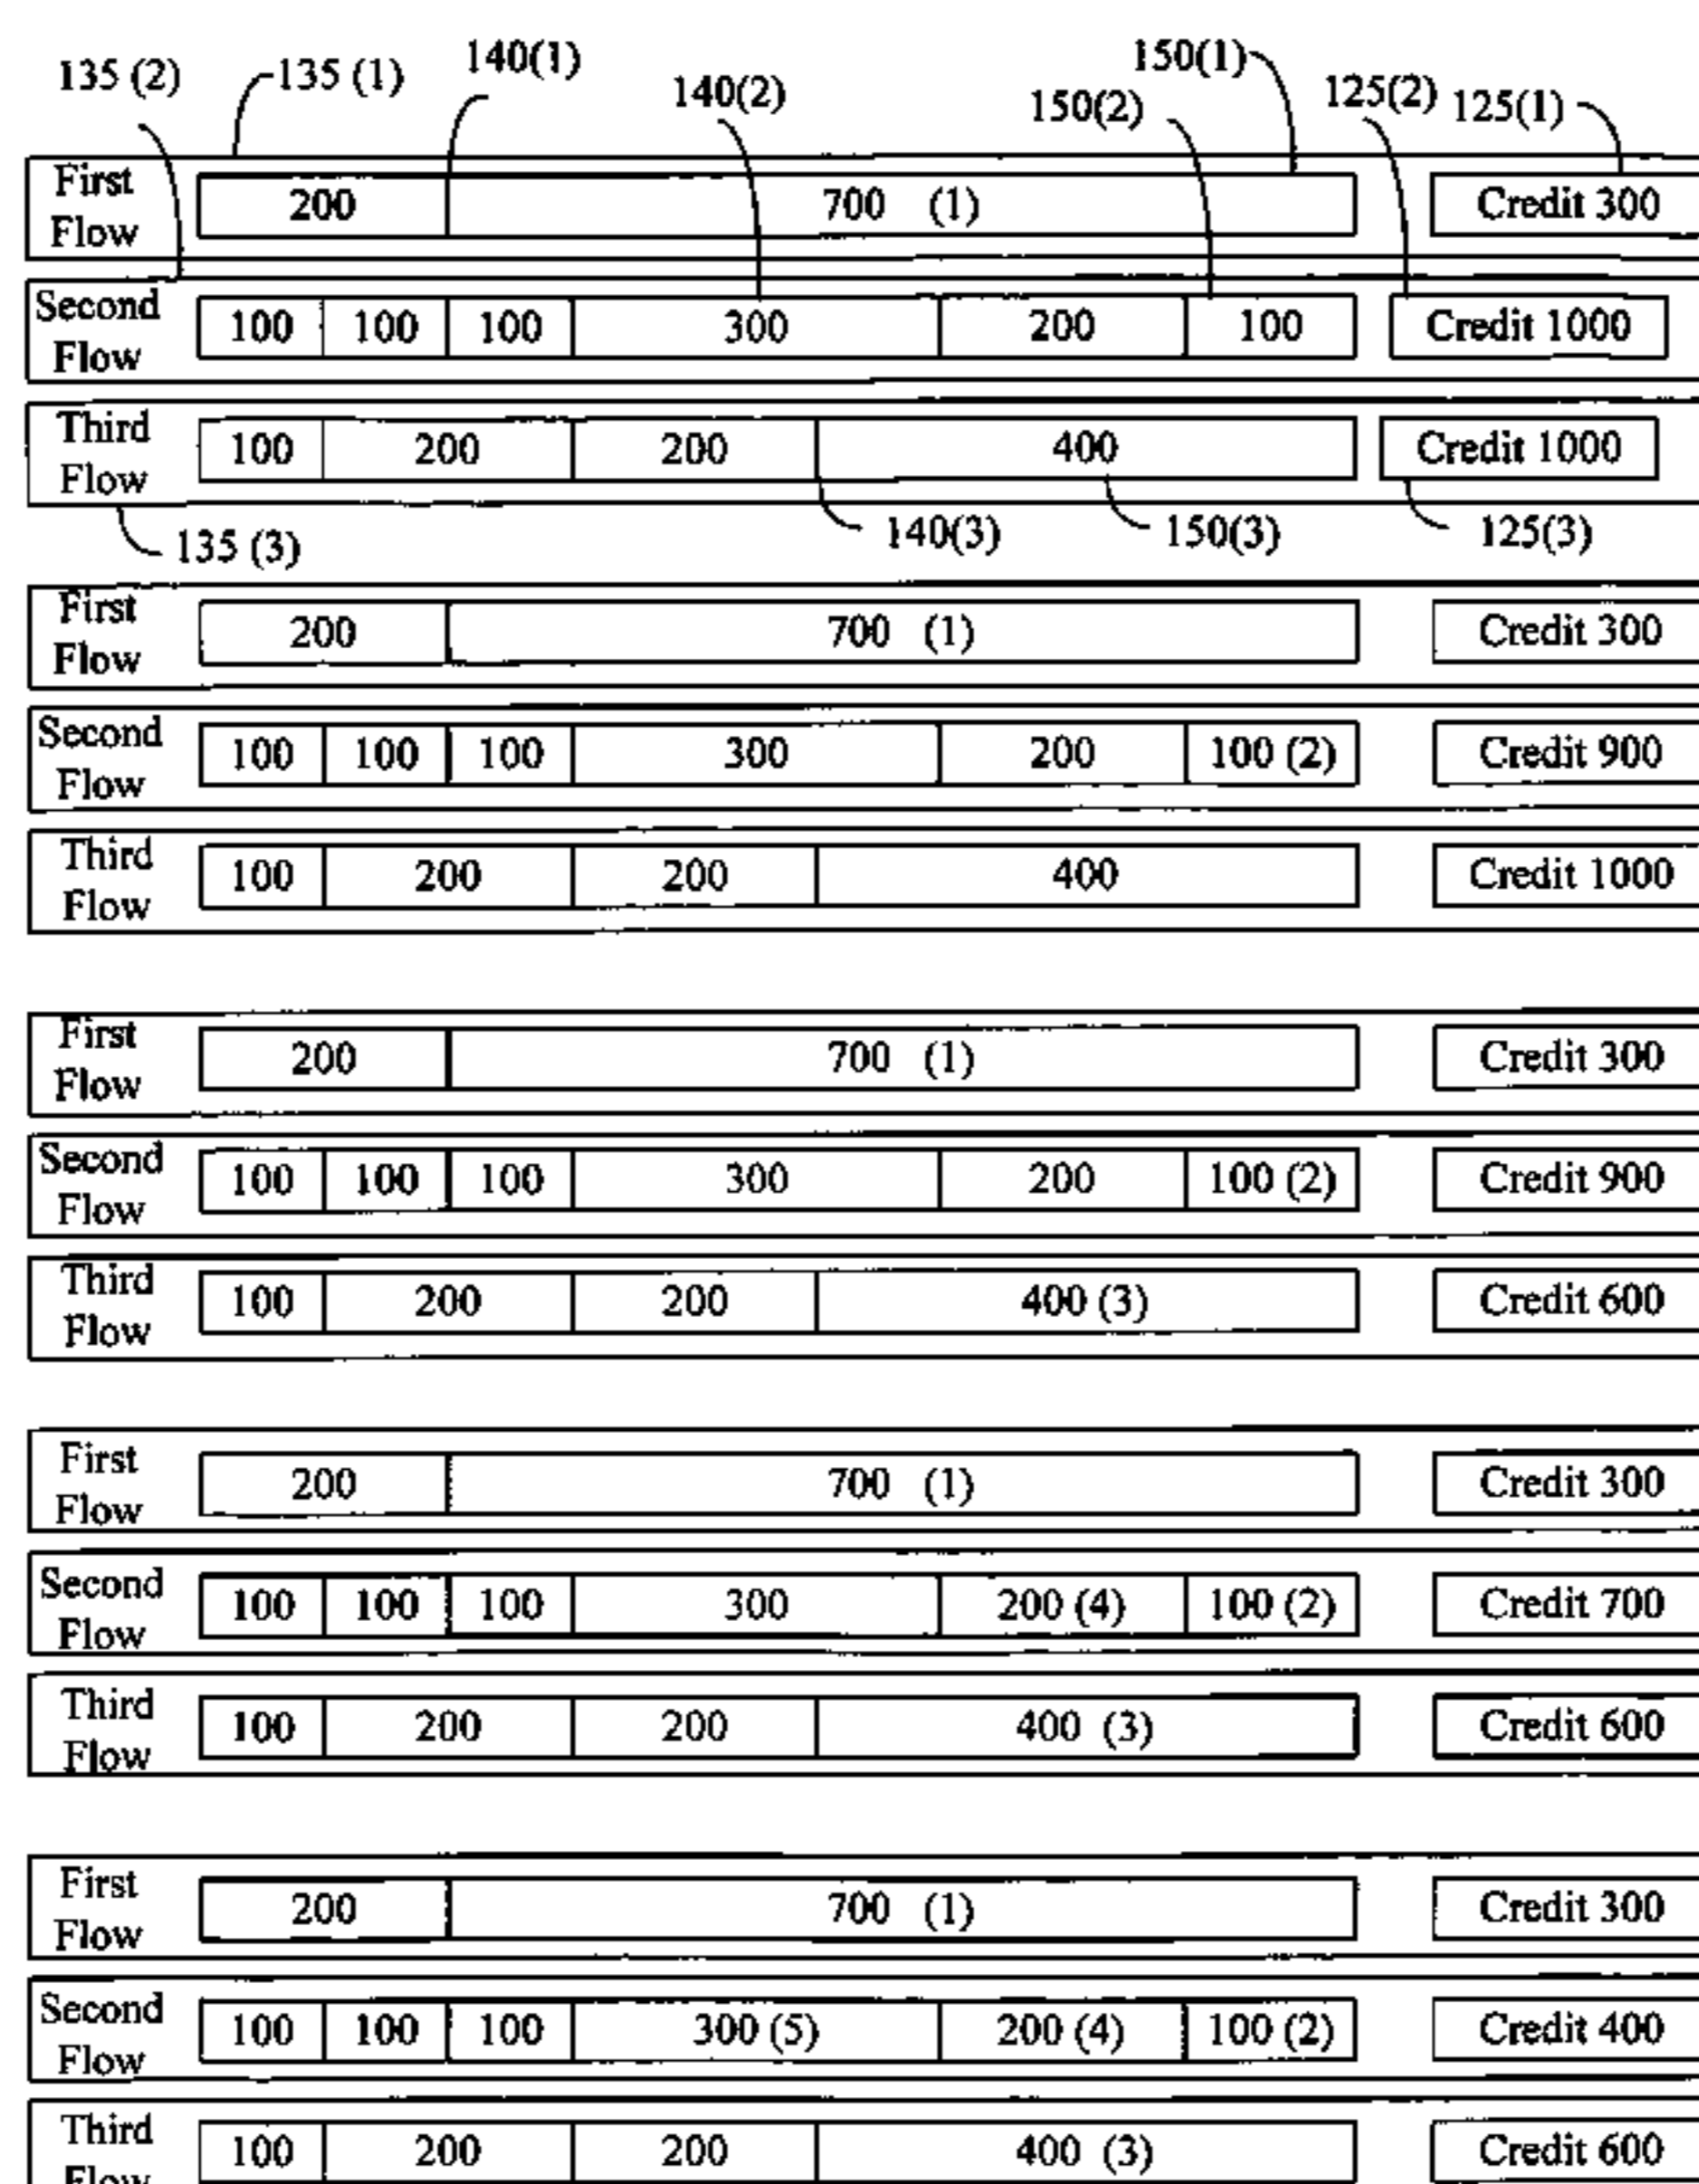 135 (2) 135 (1) 140(1) 140(2) 150(2) 150(1) 125(2) 125(1)
First Flow 200 700 (1) Credit 300
Second Flow 100 100 100 300 200 100 Credit 1000
Third Flow 100 200 200 400 Credit 1000
135 (3) 140(3) 150(3) 125(3)
First Flow 200 700 (1) Credit 300
Second Flow 100 100 100 300 200 100 (2) Credit 900
Third Flow 100 200 200 400 Credit 1000
First Flow 200 700 (1) Credit 300
Second Flow 100 100 100 300 200 100 (2) Credit 900
Third Flow 100 200 200 400 (3) Credit 600
First Flow 200 700 (1) Credit 300
Second Flow 100 100 100 300 200 (4) 100 (2) Credit 700
Third Flow 100 200 200 400 (3) Credit 600
First Flow 200 700 (1) Credit 300
Second Flow 100 100 100 300 (5) 200 (4) 100 (2) Credit 400
Third Flow 100 200 200 400 (3) Credit 600